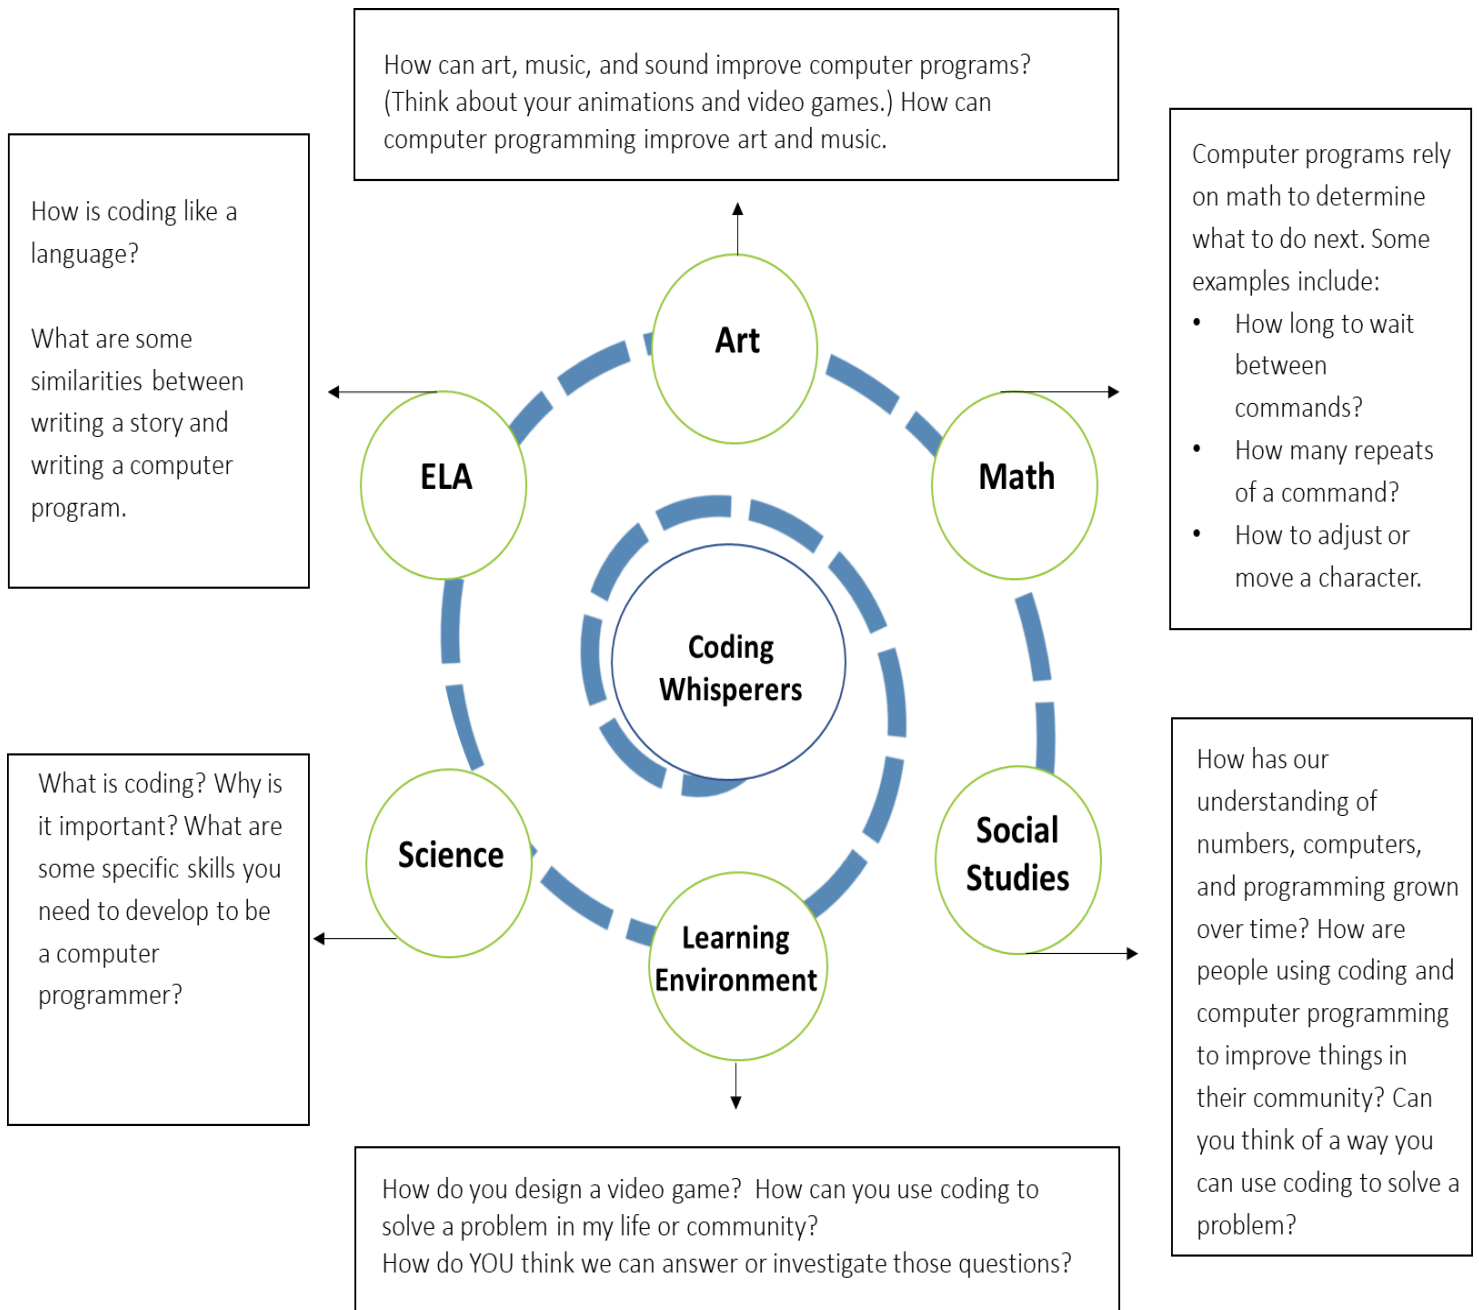 How can art, music, and sound improve computer programs?
(Think about your animations and video games.) How can
computer programming improve art and music.
How is coding like a
language?
What are some
similarities between
writing a story and
writing a computer
program.
Computer programs rely
on math to determine
what to do next. Some
examples include:
• How long to wait
between
commands?
• How many repeats
of a command?
• How to adjust or
move a character.
Art
ELA
Math
Coding
Whisperers
Science
Social
Studies
Learning
Environment
What is coding? Why is
it important? What are
some specific skills you
need to develop to be
a computer
programmer?
How has our
understanding of
numbers, computers,
and programming grown
over time? How are
people using coding and
computer programming
to improve things in
their community? Can
you think of a way you
can use coding to solve a
problem?
How do you design a video game?  How can you use coding to
solve a problem in my life or community?
How do YOU think we can answer or investigate those questions?